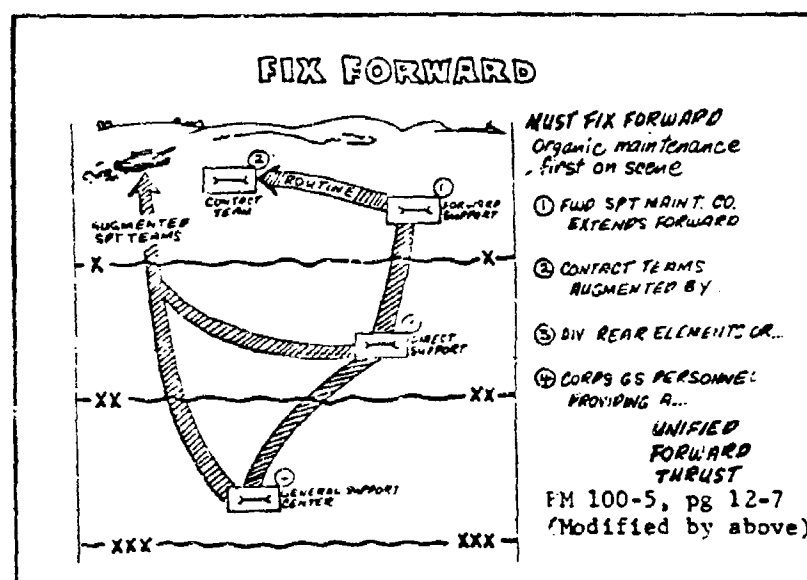 FIX FORWARD
MUST FIX FORWARD
Organic maintenance
first on scene
① FWD SPT MAINT. CO.
EXTENDS FORWARD
② CONTACT TEAMS
AUGMENTED BY
③ DIV REAR ELEMENTS OR...
④ CORPS GS PERSONNEL
PROVIDING A...
UNIFIED
FORWARD
THRUST
FM 100-5, pg 12-7
(Modified by above)
②
CONTACT
TEAM
ROUTINE
①
FORWARD
SUPPORT
AUGMENTED
SPT TEAMS
X X
DIRECT
SUPPORT
XX XX
GENERAL SUPPORT
CENTER
XXX XXX